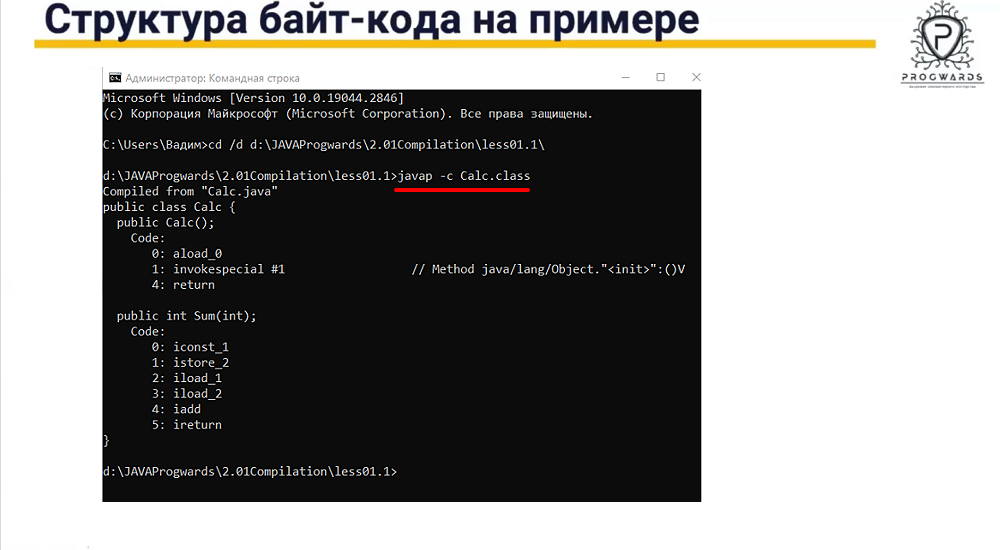 Структура байт-кода на примере
P
PROGWARDS
Администратор: Командная строка
Microsoft Windows [Version 10.0.19044.2846]
(c) Корпорация Майкрософт (Microsoft Corporation). Все права защищены.
C:\Users\Вадим>cd /d d:\JAVAProgwards\2.01Compilation\less01.1\
d:\JAVAProgwards\2.01Compilation\less01.1>javap -c Calc.class
Compiled from "Calc.java"
public class Calc {
  public Calc();
    Code:
       0: aload_0
       1: invokespecial #1                  // Method java/lang/Object."<init>":()V
       4: return
  public int Sum(int);
    Code:
       0: iconst_1
       1: istore_2
       2: iload_1
       3: iload_2
       4: iadd
       5: ireturn
}
d:\JAVAProgwards\2.01Compilation\less01.1>